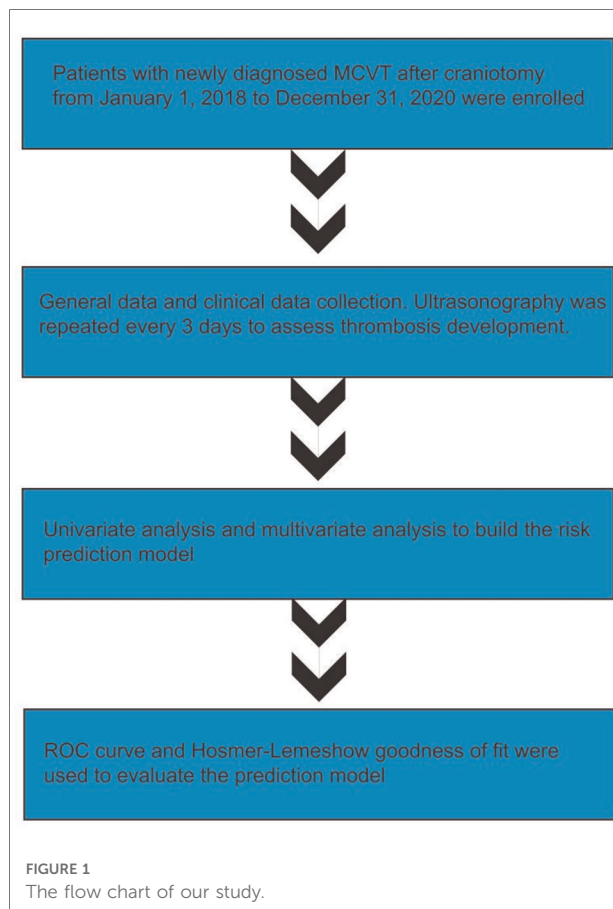 Patients with newly diagnosed MCVT after craniotomy
from January 1, 2018 to December 31, 2020 were enrolled
General data and clinical data collection. Ultrasonography was
repeated every 3 days to assess thrombosis development.
Univariate analysis and multivariate analysis to build the risk
prediction model
ROC curve and Hosmer-Lemeshow goodness of fit were
used to evaluate the prediction model
FIGURE 1
The flow chart of our study.